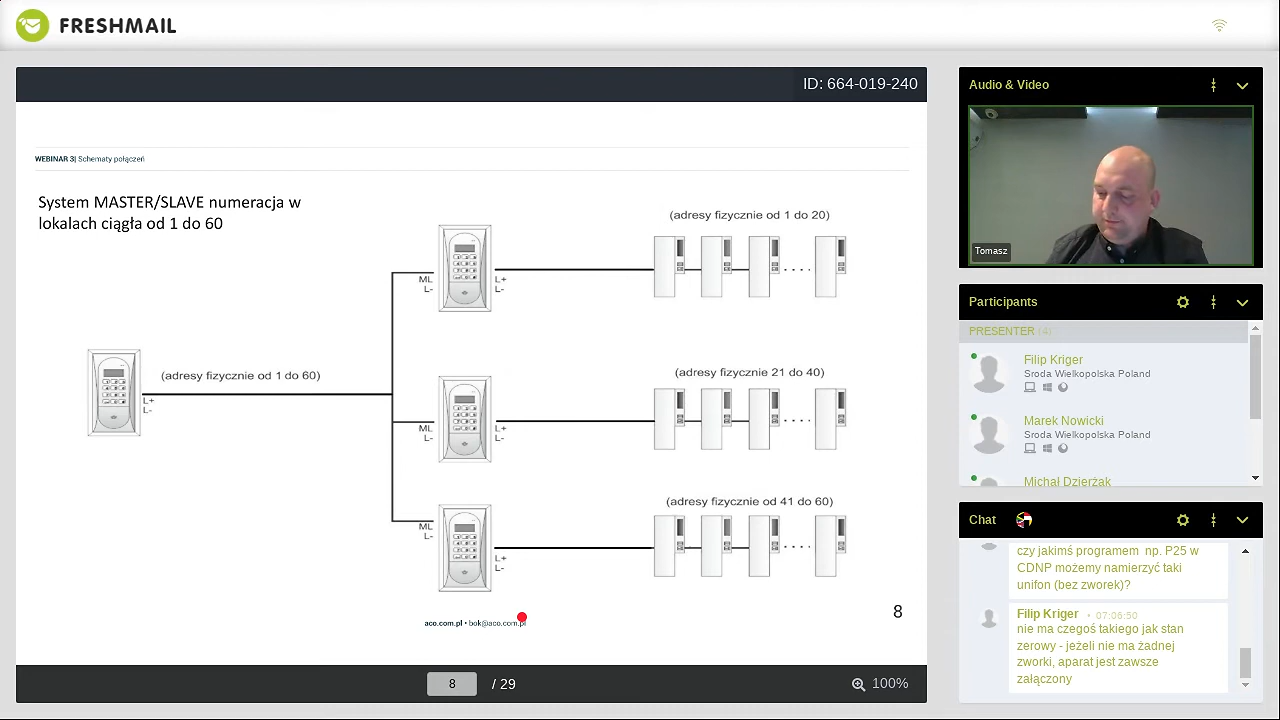 FRESHMAIL
ID: 664-019-240
WEBINAR 3| Schematy połączeń
System MASTER/SLAVE numeracja w
lokalach ciągła od 1 do 60
(adresy fizycznie od 1 do 20)
ML
L-
L+
L-
(adresy fizycznie od 1 do 60)
L+
L-
(adresy fizycznie 21 do 40)
ML
L-
L+
L-
(adresy fizycznie od 41 do 60)
ML
L-
L+
L-
aco.com.pl • bok@aco.com.pl
8
8 / 29
100%
Audio & Video
Tomasz
Participants
PRESENTER (4)
Filip Kriger
Sroda Wielkopolska Poland
Marek Nowicki
Sroda Wielkopolska Poland
Michał Dzierżak
Chat
czy jakimś programem np. P25 w
CDNP możemy namierzyć taki
unifon (bez zworek)?
Filip Kriger • 07:06:50
nie ma czegoś takiego jak stan
zerowy - jeżeli nie ma żadnej
zworki, aparat jest zawsze
załączony